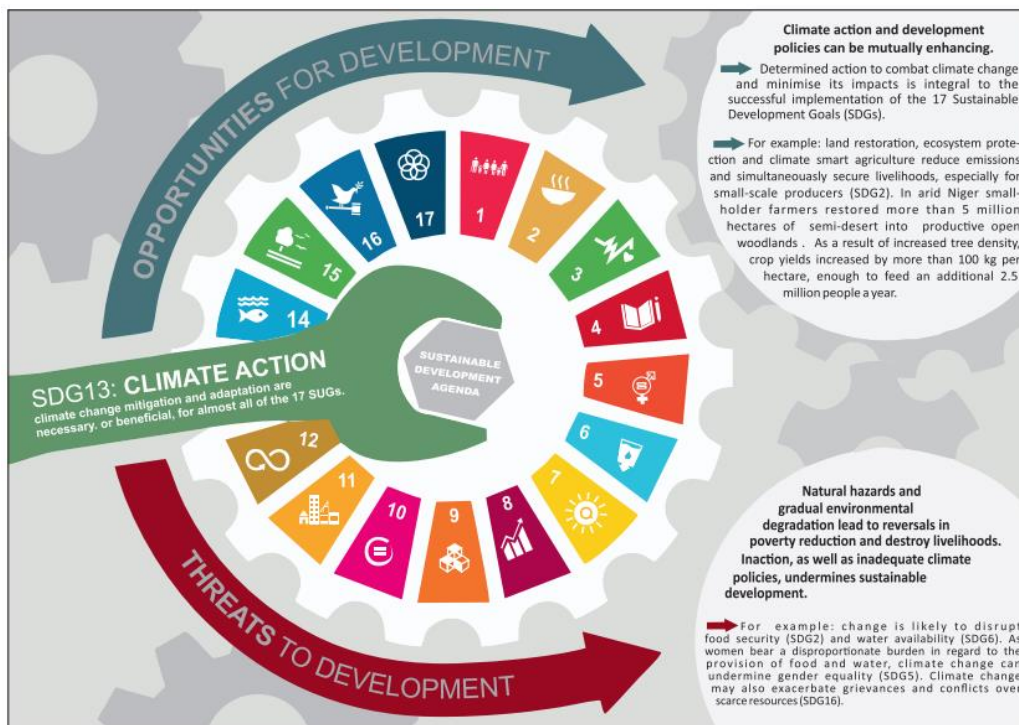 OPPORTUNITIES FOR DEVELOPMENT
Climate action and development
policies can be mutually enhancing.
Determined action to combat climate change
and minimise its impacts is integral to the
successful implementation of the 17 Sustainable
Development Goals (SDGs).
For example: land restoration, ecosystem prote-
ction and climate smart agriculture reduce emissions
and simultaneuasly secure livelihoods, especially for
small-scale producers (SDG2). In arid Niger small-
holder farmers restored more than 5 million
hectares of semi-desert into productive open
woodlands . As a result of increased tree density,
crop yields increased by more than 100 kg per
hectare, enough to feed an additional 2.5
million people a year.
1
2
3
4
5
6
7
8
9
10
11
12
14
15
16
17
SUSTAINABLE
DEVELOPMENT
AGENDA
SDG13: CLIMATE ACTION
climate change mitigation and adaptation are
necessary. or beneficial, for almost all of the 17 SUGs.
THREATS TO DEVELOPMENT
Natural hazards and
gradual environmental
degradation lead to reversals in
poverty reduction and destroy livelihoods.
Inaction, as well as inadequate climate
policies, undermines sustainable
development.
For example: change is likely to disrupt
food security (SDG2) and water availability (SDG6). As
women bear a disproportionate burden in regard to the
provision of food and water, climate change can
undermine gender equality (SDG5). Climate change
may also exacerbate grievances and conflicts over
scarce resources (SDG16).